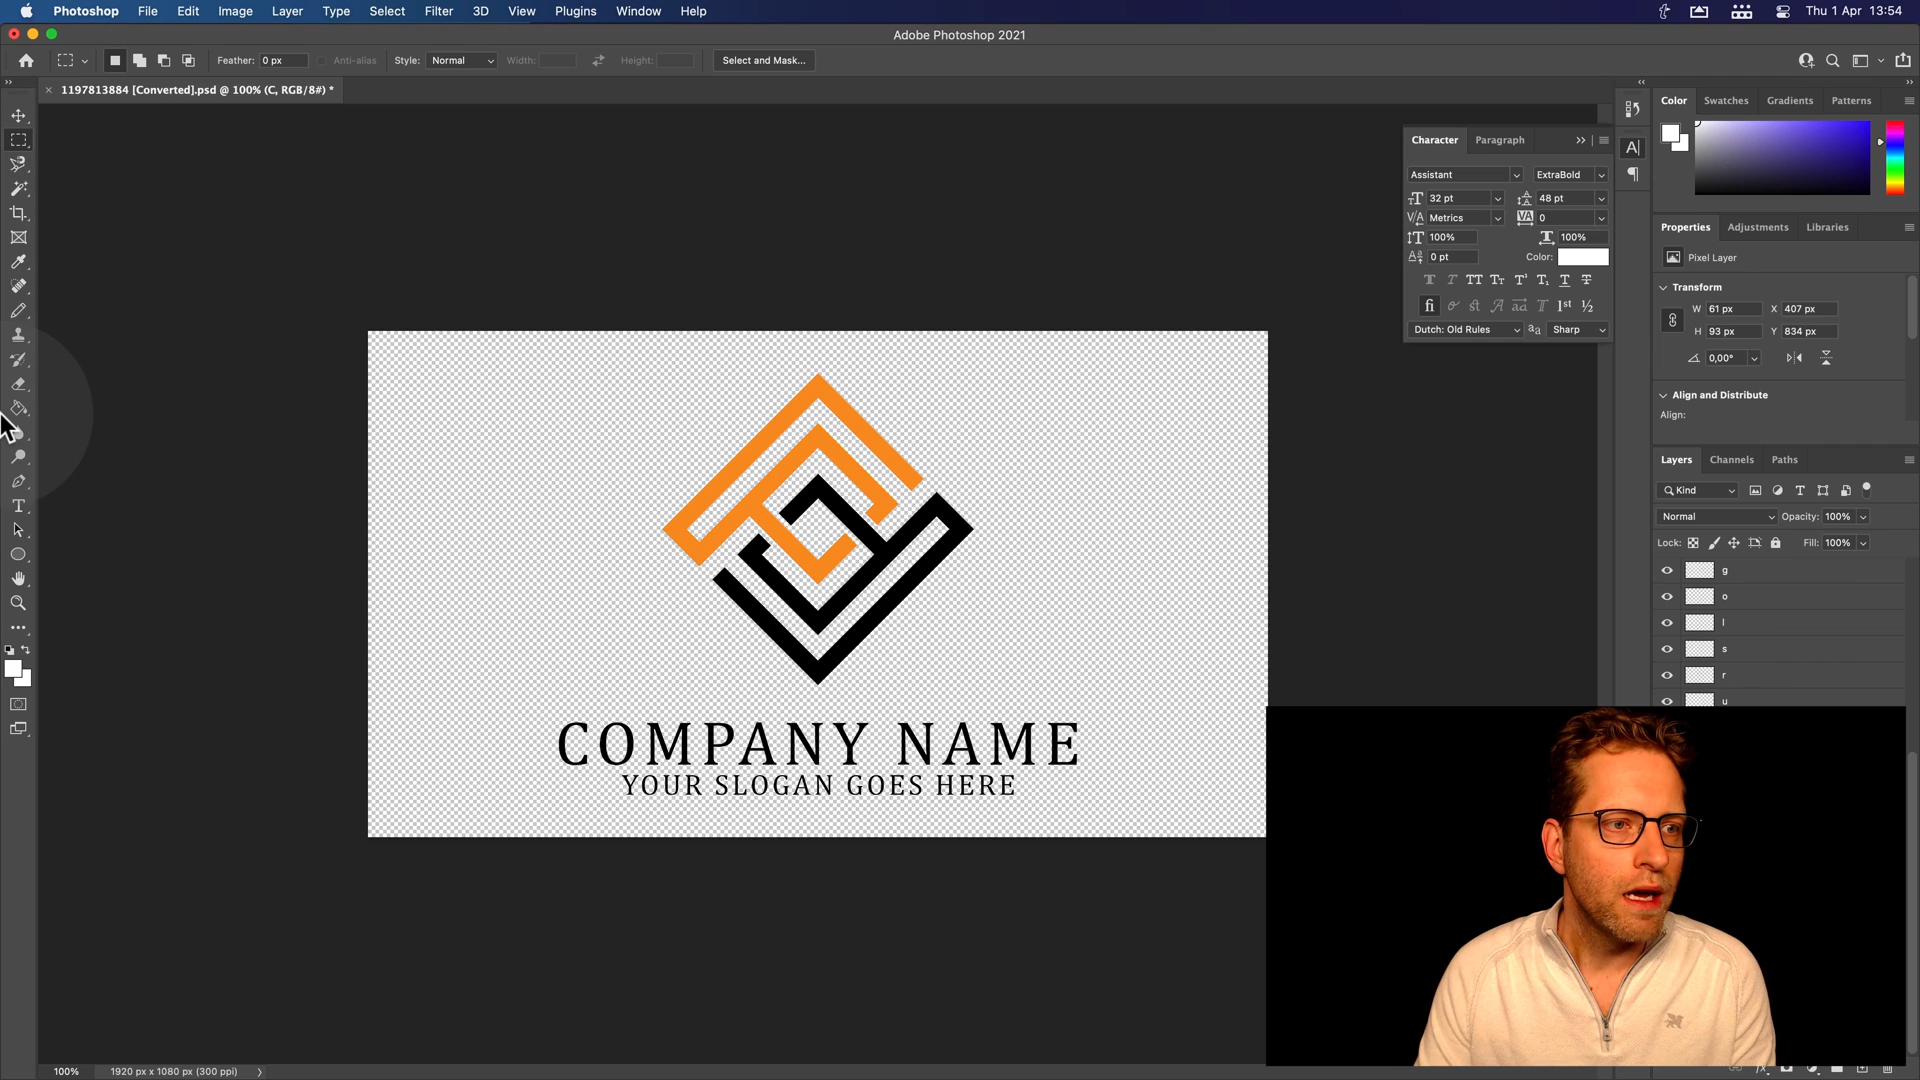 Photoshop File Edit Image Layer Type Select Filter 3D View Plugins Window Help Thu 1 Apr 13:54
Adobe Photoshop 2021
Feather: 0 px Anti-alias Style: Normal Width: Height: Select and Mask...
1197813884 [Converted].psd @ 100% (C, RGB/8#) *
Color Swatches Gradients Patterns
Character Paragraph
Assistant ExtraBold
32 pt 48 pt
Metrics 0
100% 100%
0 pt Color:
Dutch: Old Rules Sharp
Properties Adjustments Libraries
Pixel Layer
Transform
W 61 px X 407 px
H 93 px Y 834 px
0,00°
Align and Distribute
Align:
Layers Channels Paths
Kind
Normal Opacity: 100%
Lock: Fill: 100%
g
o
l
s
r
u
COMPANY NAME
YOUR SLOGAN GOES HERE
100% 1920 px x 1080 px (300 ppi)